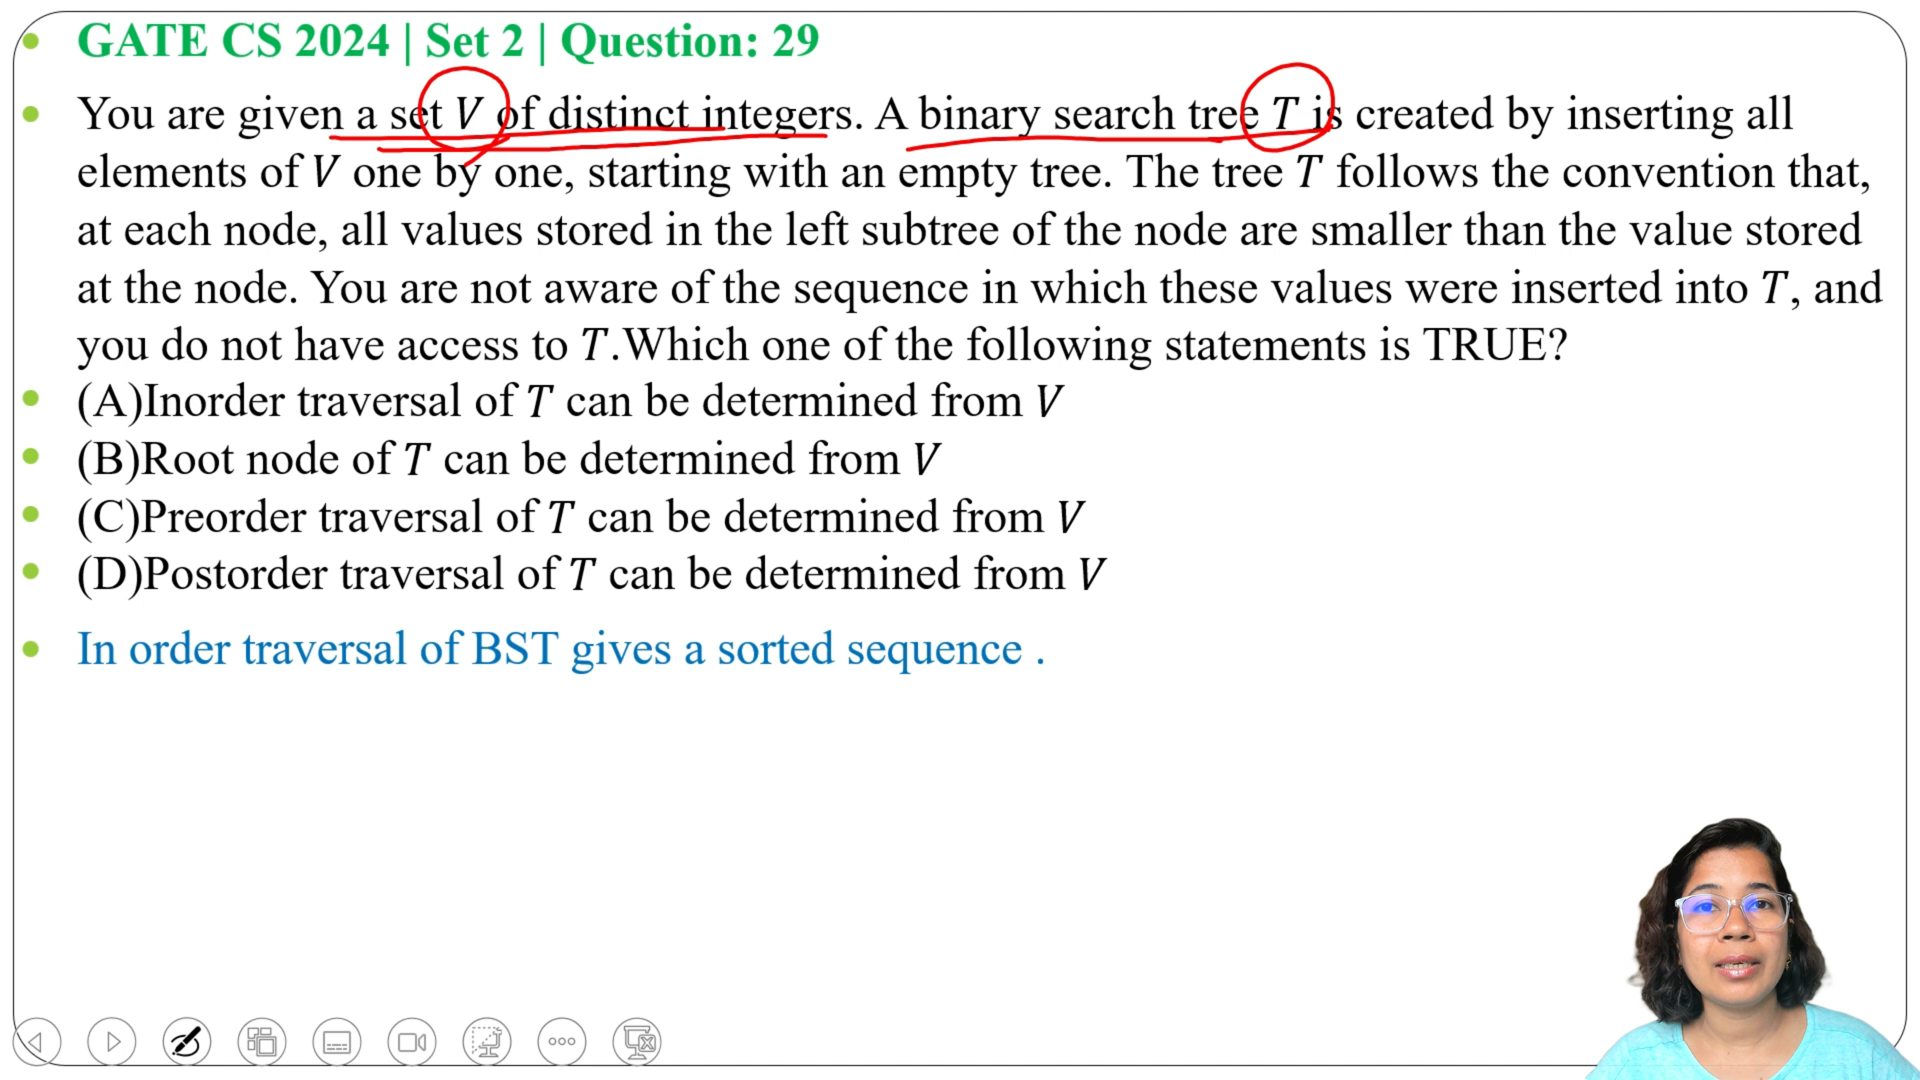 GATE CS 2024 | Set 2 | Question: 29
You are given a set V of distinct integers. A binary search tree T is created by inserting all
elements of V one by one, starting with an empty tree. The tree T follows the convention that,
at each node, all values stored in the left subtree of the node are smaller than the value stored
at the node. You are not aware of the sequence in which these values were inserted into T, and
you do not have access to T.Which one of the following statements is TRUE?
(A)Inorder traversal of T can be determined from V
(B)Root node of T can be determined from V
(C)Preorder traversal of T can be determined from V
(D)Postorder traversal of T can be determined from V
In order traversal of BST gives a sorted sequence .